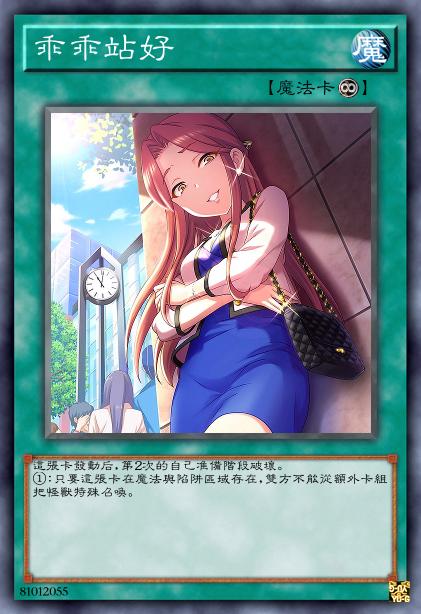 乖乖站好
魔
【魔法卡】
這張卡發動后，第2次的自己准備階段破壞。
①：只要這張卡在魔法與陷阱區域存在，雙方不能從額外卡組
把怪獸特殊召喚。
81012055